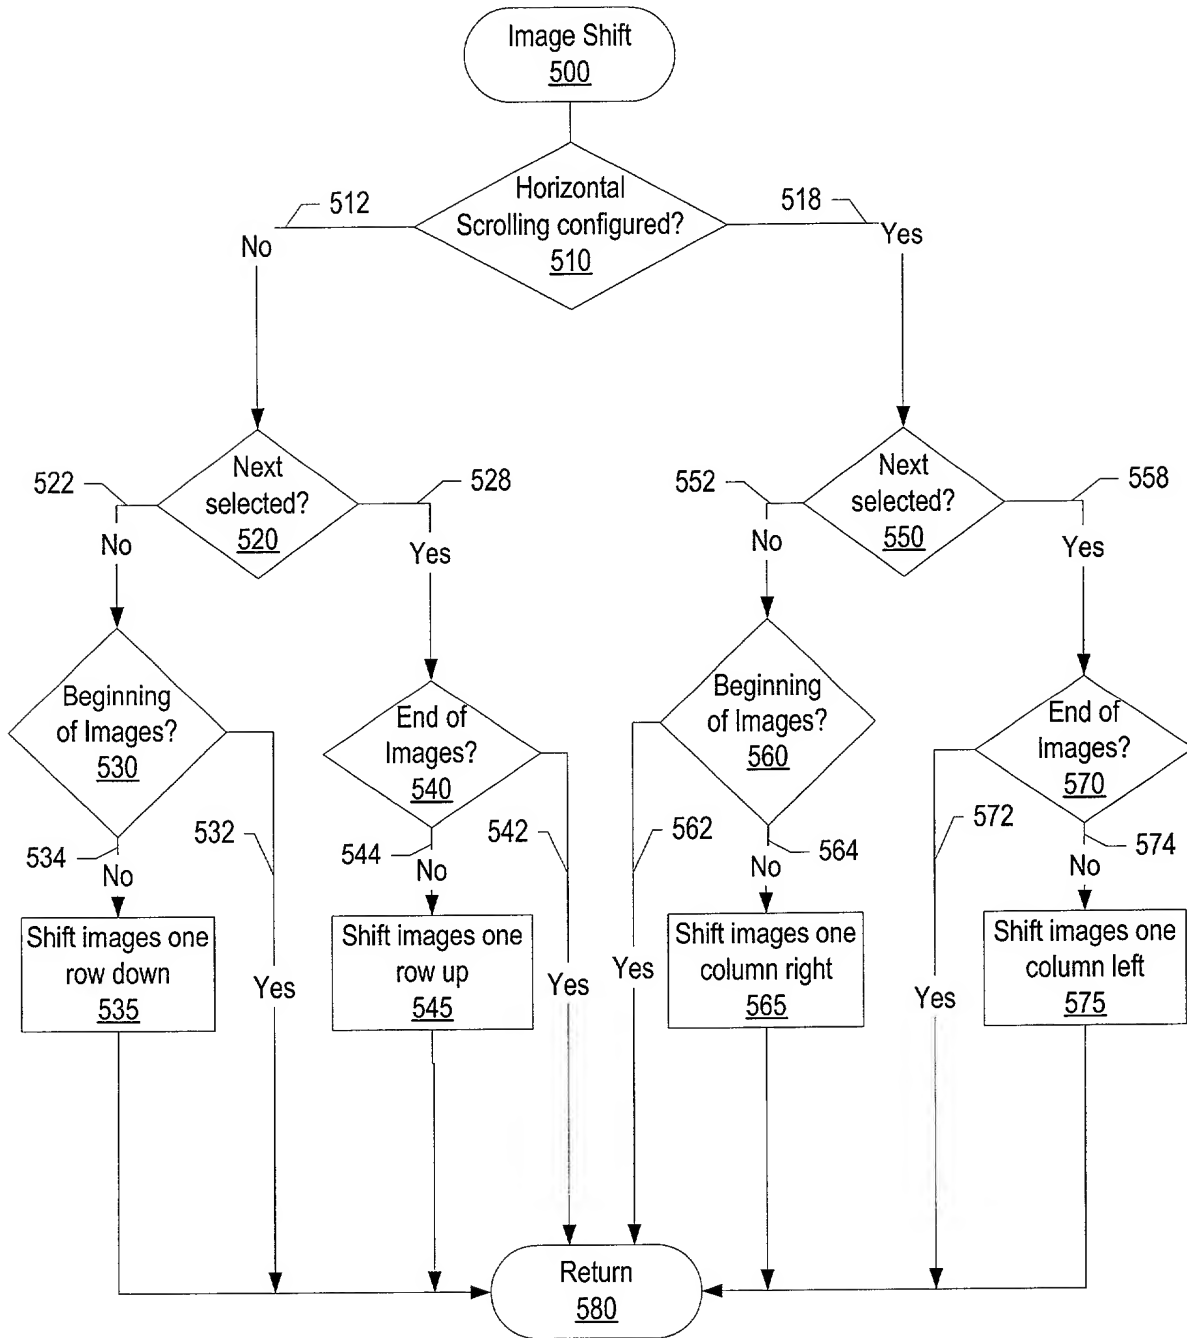 Image Shift
500
Horizontal
Scrolling configured?
510
512
518
No
Yes
Next
selected?
520
522
528
No
Yes
Next
selected?
550
552
558
No
Yes
Beginning
of Images?
530
532
534
No
End of
Images?
540
542
544
No
Beginning
of Images?
560
562
564
No
End of
Images?
570
572
574
No
Shift images one
row down
535
Yes
Shift images one
row up
545
Yes
Yes
Shift images one
column right
565
Yes
Shift images one
column left
575
Return
580